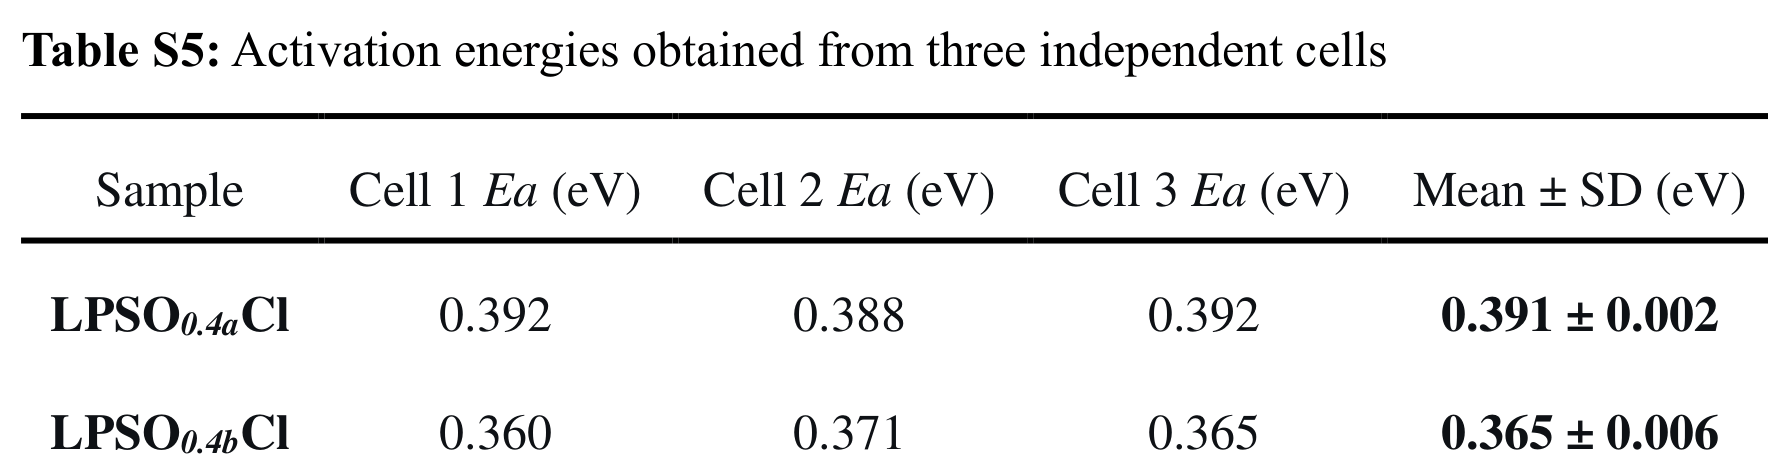 Table S5: Activation energies obtained from three independent cells
Sample Cell 1 Ea (eV) Cell 2 Ea (eV) Cell 3 Ea (eV) Mean ± SD (eV)
LPSO0.4aCl 0.392 0.388 0.392 0.391 ± 0.002
LPSO0.4bCl 0.360 0.371 0.365 0.365 ± 0.006